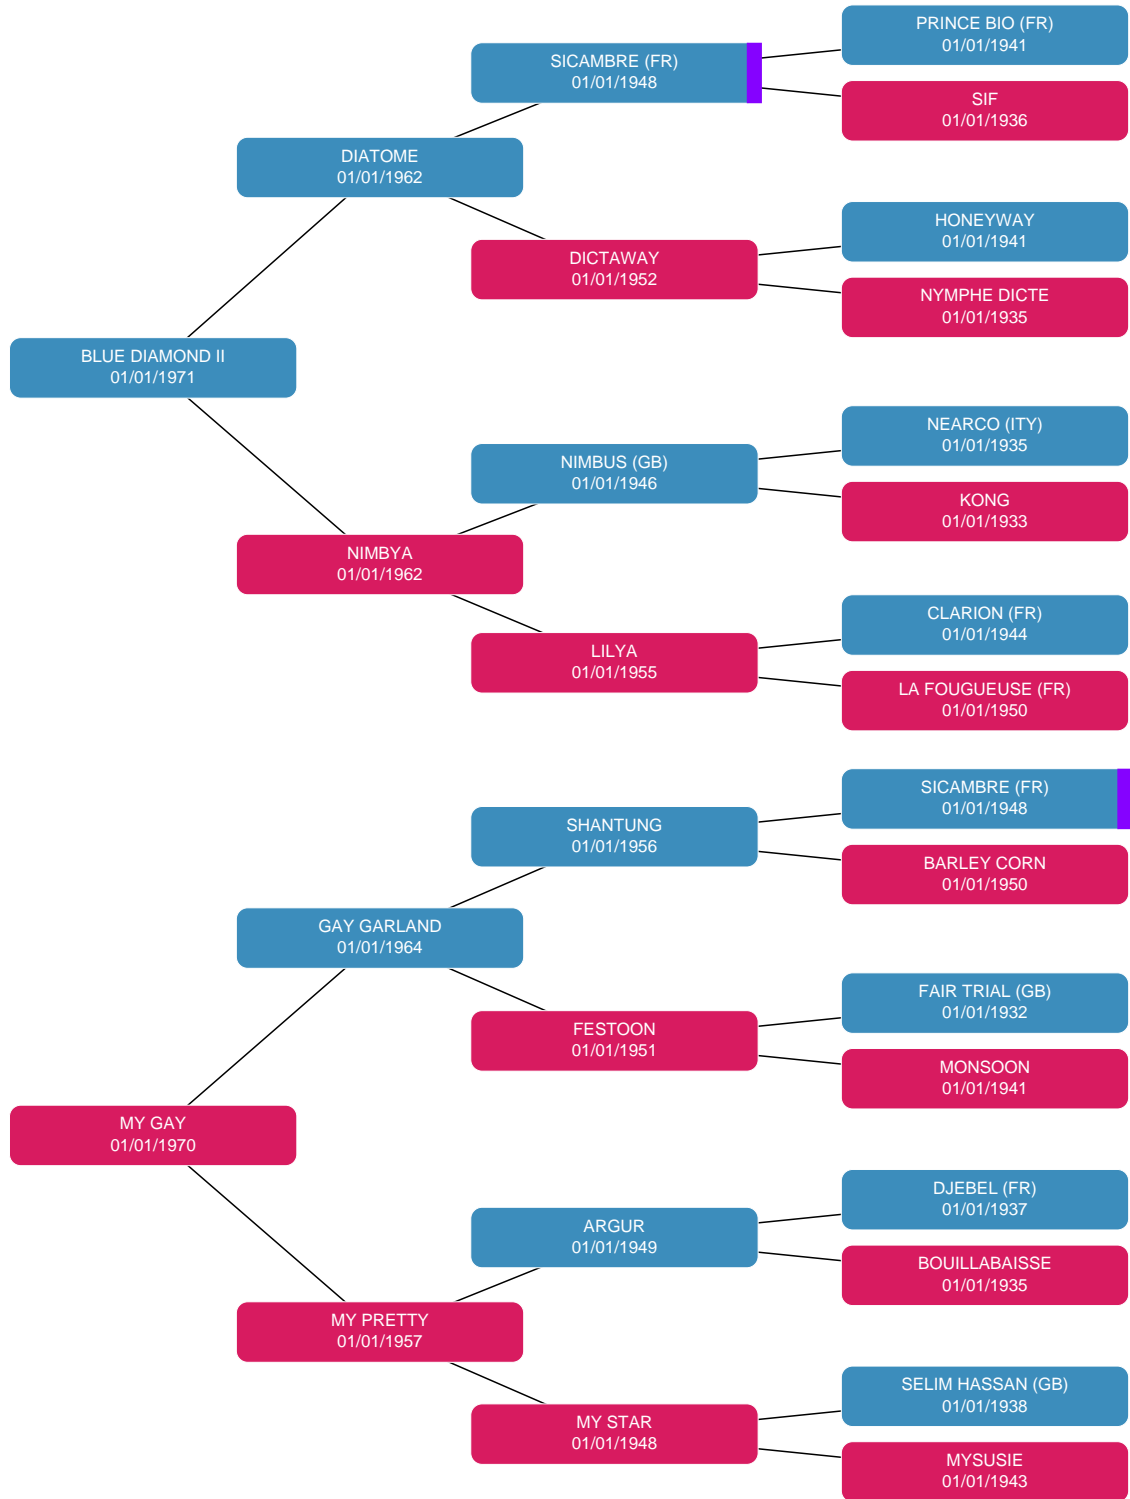 PRINCE BIO (FR)
01/01/1941
SICAMBRE (FR)
01/01/1948
SIF
01/01/1936
DIATOME
01/01/1962
HONEYWAY
01/01/1941
DICTAWAY
01/01/1952
NYMPHE DICTE
01/01/1935
BLUE DIAMOND II
01/01/1971
NEARCO (ITY)
01/01/1935
NIMBUS (GB)
01/01/1946
KONG
01/01/1933
NIMBYA
01/01/1962
CLARION (FR)
01/01/1944
LILYA
01/01/1955
LA FOUGUEUSE (FR)
01/01/1950
SICAMBRE (FR)
01/01/1948
SHANTUNG
01/01/1956
BARLEY CORN
01/01/1950
GAY GARLAND
01/01/1964
FAIR TRIAL (GB)
01/01/1932
FESTOON
01/01/1951
MONSOON
01/01/1941
MY GAY
01/01/1970
DJEBEL (FR)
01/01/1937
ARGUR
01/01/1949
BOUILLABAISSE
01/01/1935
MY PRETTY
01/01/1957
SELIM HASSAN (GB)
01/01/1938
MY STAR
01/01/1948
MYSUSIE
01/01/1943